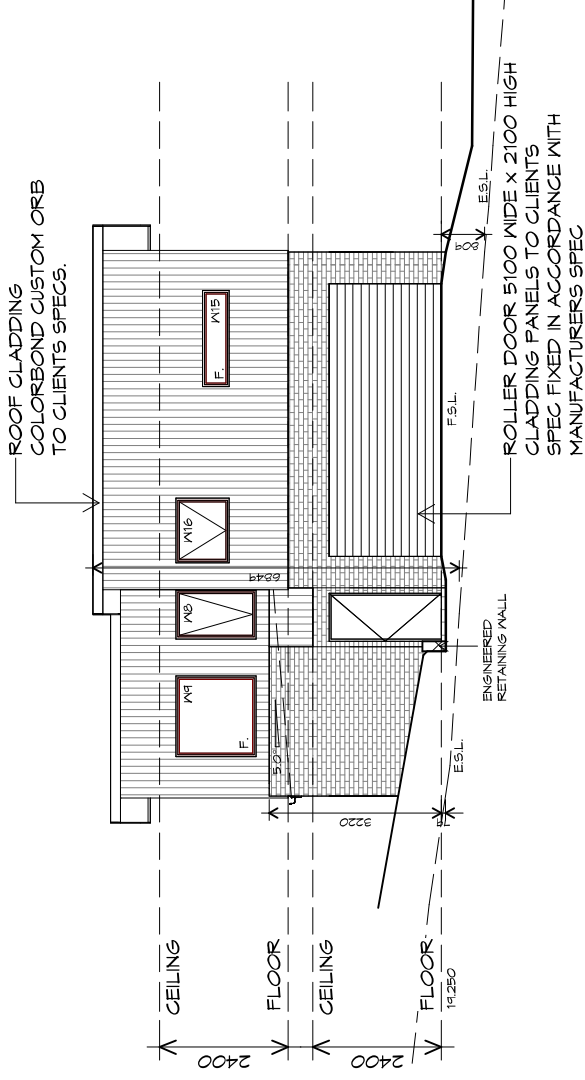 ROOF CLADDING
COLORBOND CUSTOM ORB
TO CLIENTS SPECS.
CEILING
FLOOR
CEILING
FLOOR
19.250
2400
2400
W9
F.
W8
W16
W15
F.
5.0°
3220
6849
809
E.S.L.
ENGINEERED
RETAINING WALL
F.S.L.
E.S.L.
ROLLER DOOR 5100 WIDE x 2100 HIGH
CLADDING PANELS TO CLIENTS
SPEC FIXED IN ACCORDANCE WITH
MANUFACTURERS SPEC